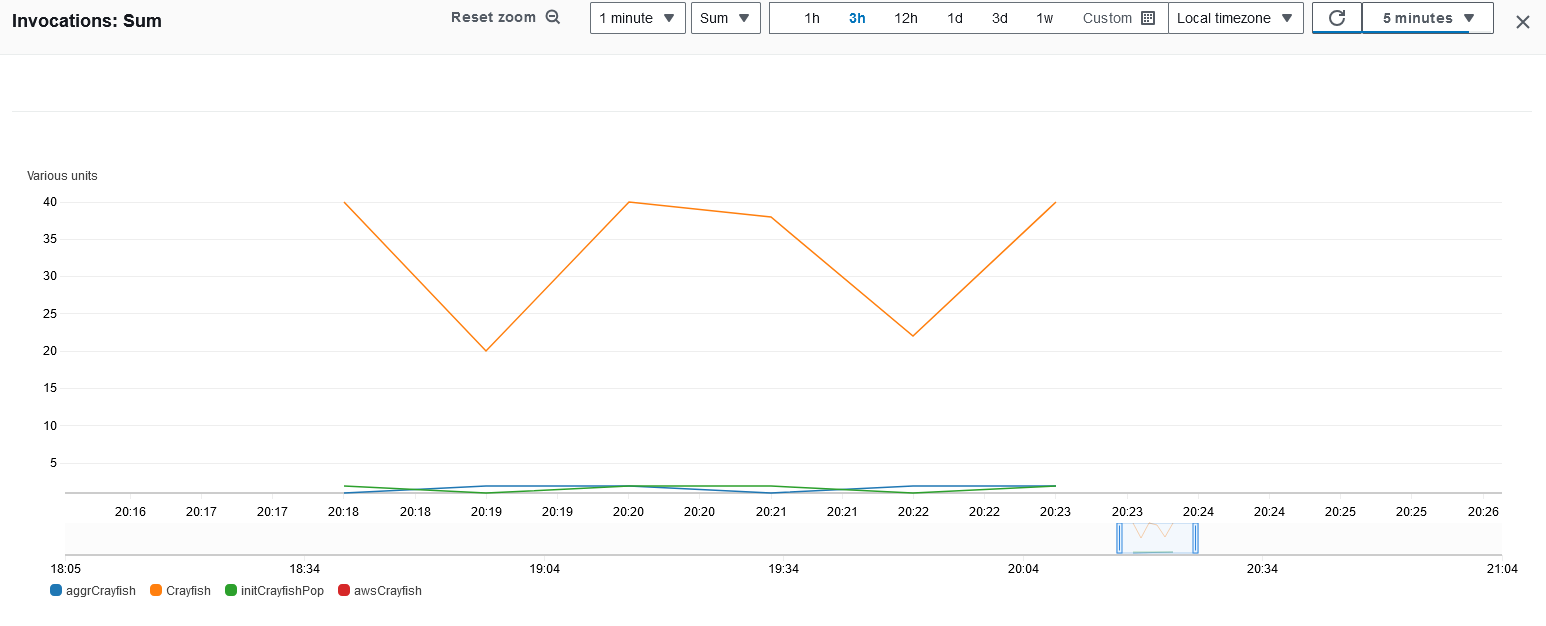 Invocations: Sum
Reset zoom
1 minute
Sum
1h 3h 12h 1d 3d 1w Custom
Local timezone
5 minutes
Various units
40
35
30
25
20
15
10
5
20:16 20:17 20:17 20:18 20:18 20:19 20:19 20:20 20:20 20:21 20:21 20:22 20:22 20:23 20:23 20:24 20:24 20:25 20:25 20:26
18:05 18:34 19:04 19:34 20:04 20:34 21:04
aggrCrayfish Crayfish initCrayfishPop awsCrayfish